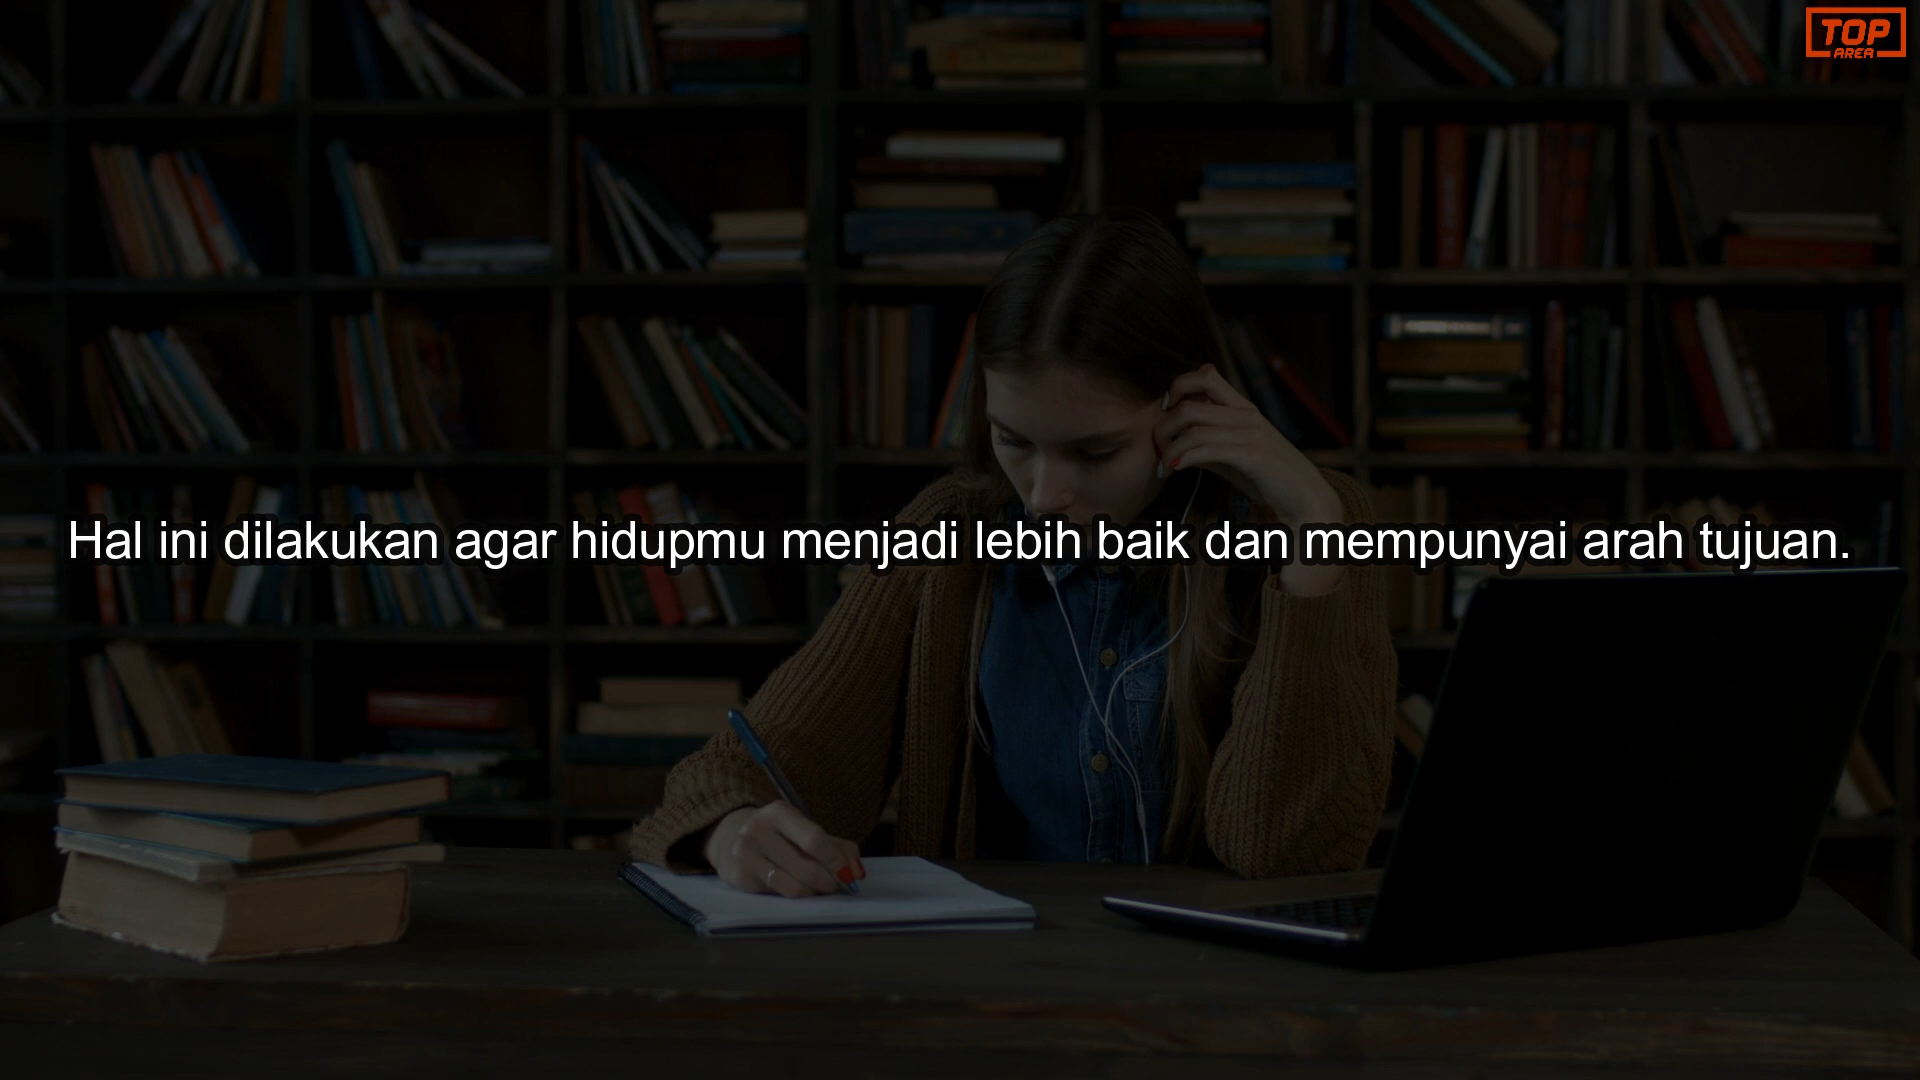 TOP
AREA
Hal ini dilakukan agar hidupmu menjadi lebih baik dan mempunyai arah tujuan.